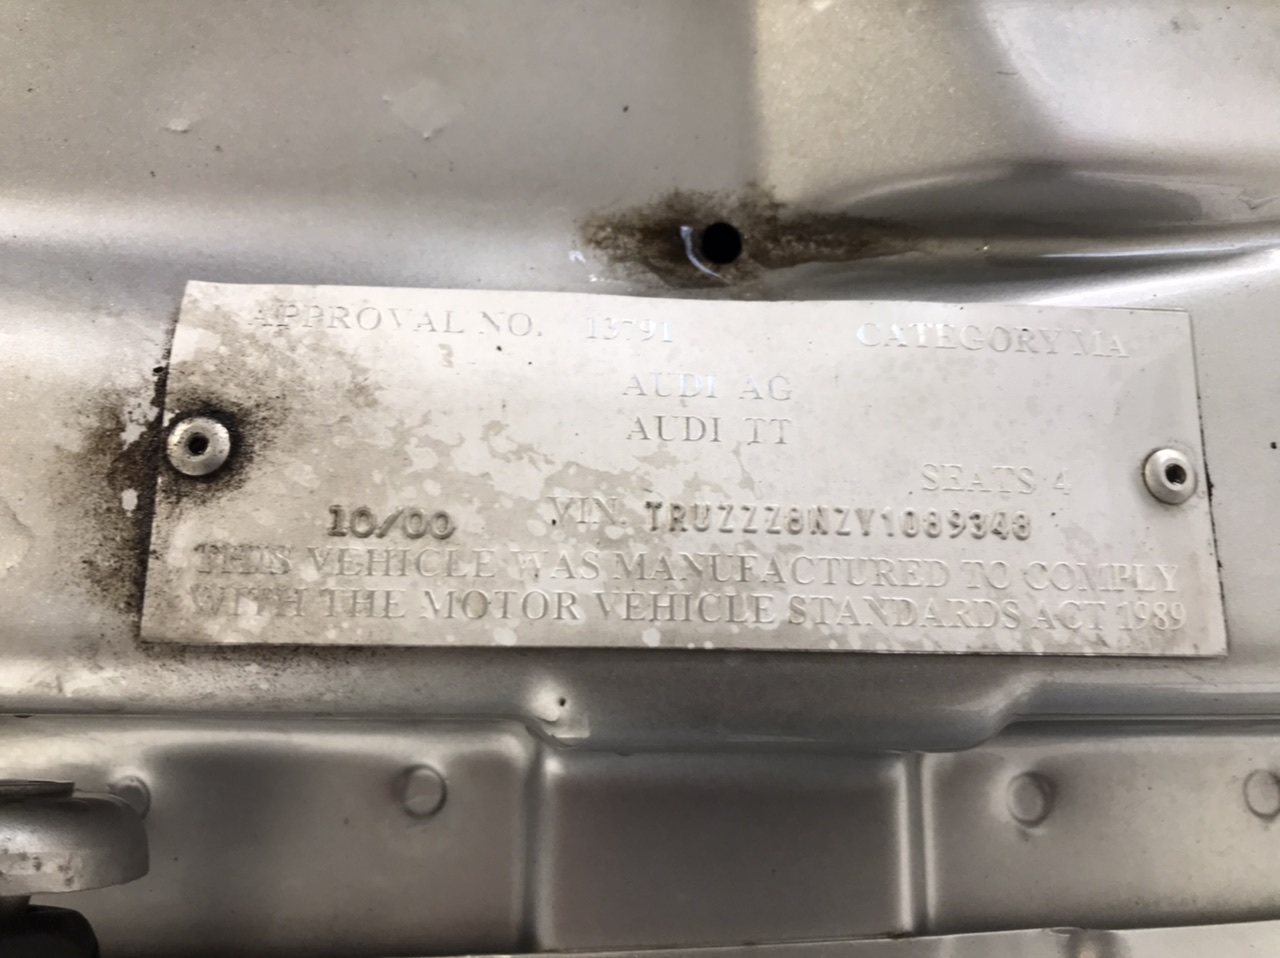 APPROVAL NO. 13791 CATEGORY MA
3
AUDI AG
AUDI TT
SEATS 4
10/00 VIN. TRUZZZ8NZY1089348
THIS VEHICLE WAS MANUFACTURED TO COMPLY
WITH THE MOTOR VEHICLE STANDARDS ACT 1989